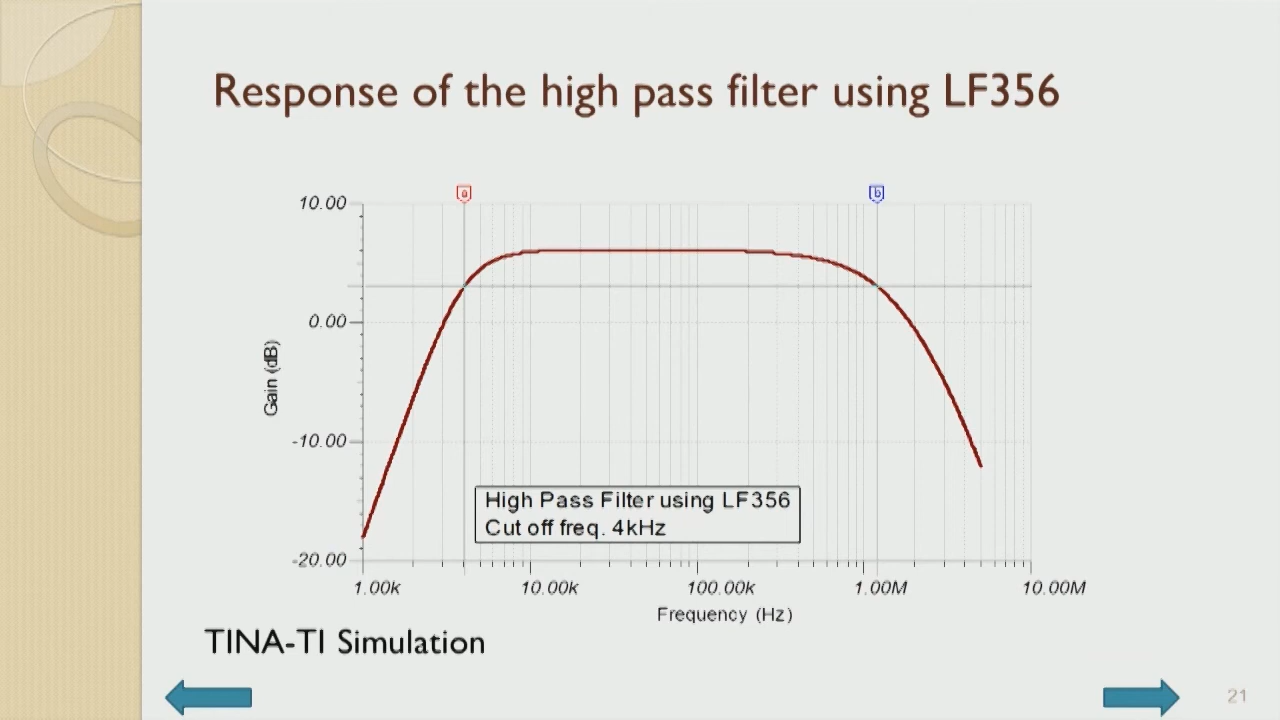 Response of the high pass filter using LF356
a
b
10.00
0.00
-10.00
-20.00
Gain (dB)
High Pass Filter using LF356
Cut off freq. 4kHz
1.00k
10.00k
100.00k
1.00M
10.00M
Frequency (Hz)
TINA-TI Simulation
21